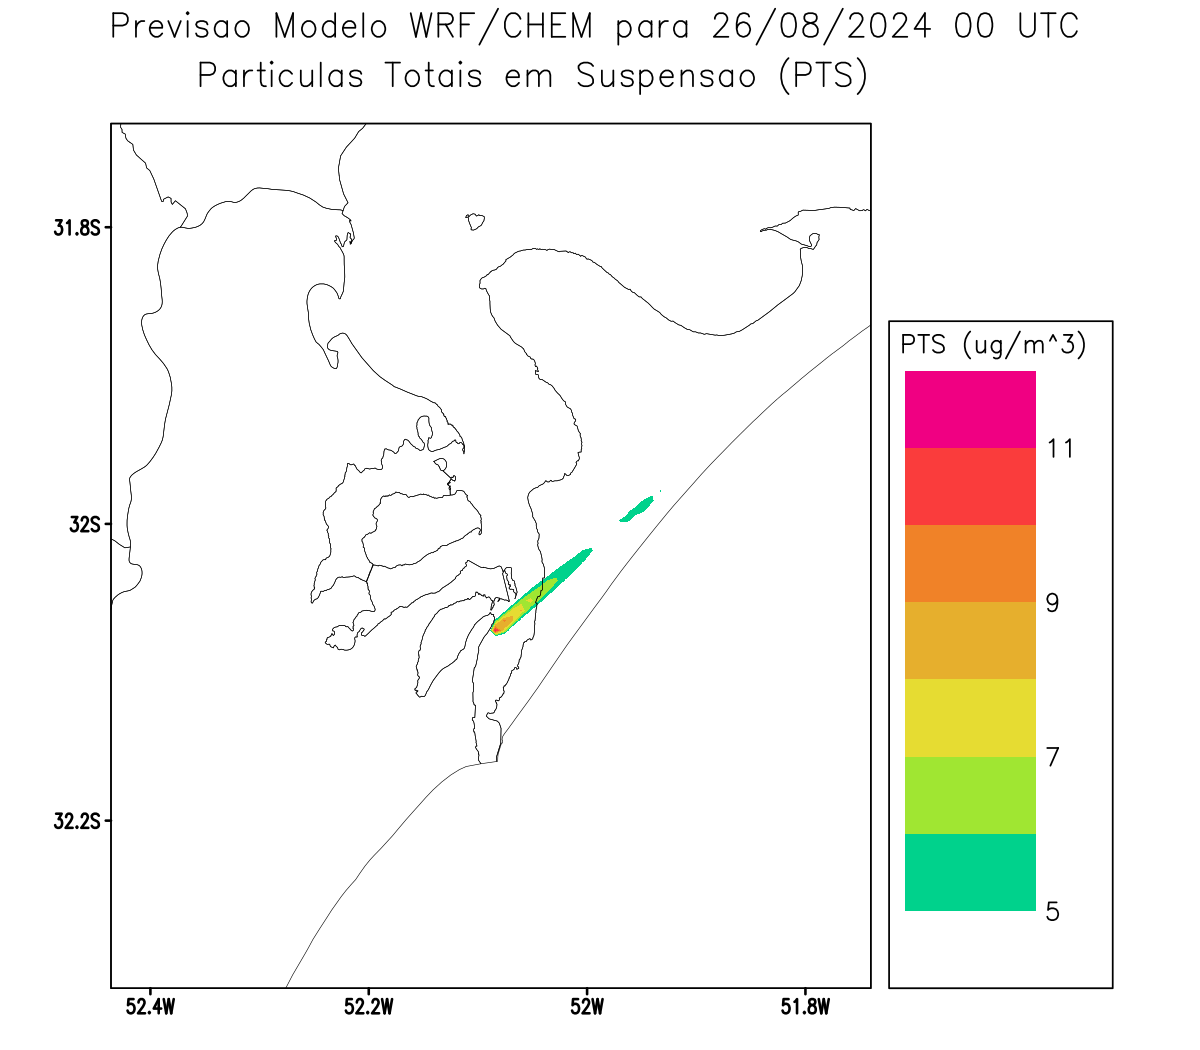 Previsao Modelo WRF/CHEM para 26/08/2024 00 UTC
Particulas Totais em Suspensao (PTS)
31.8S
32S
32.2S
52.4W
52.2W
52W
51.8W
PTS (ug/m^3)
11
9
7
5